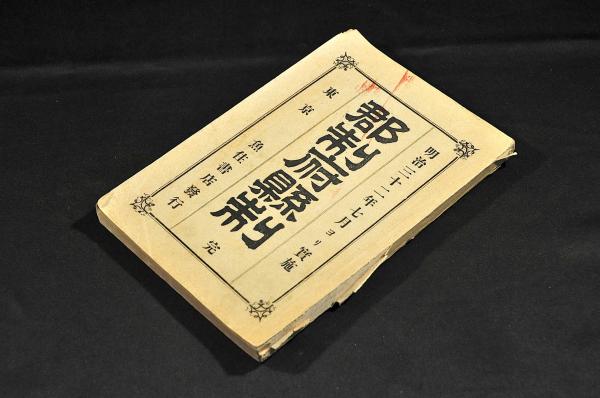 明治三十二年七月ヨリ實施
郡制府縣制
完
東京 魚住書店發行